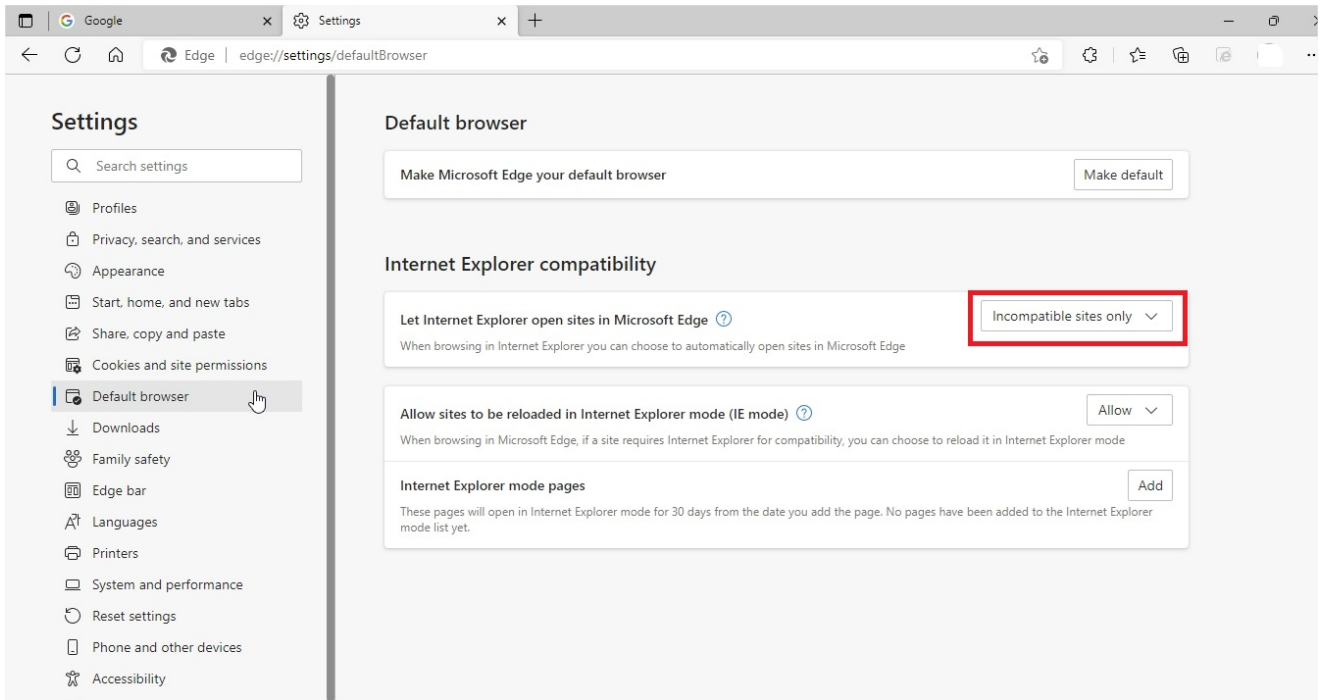 Google
Settings
Edge | edge://settings/defaultBrowser
Settings
Search settings
Profiles
Privacy, search, and services
Appearance
Start, home, and new tabs
Share, copy and paste
Cookies and site permissions
Default browser
Downloads
Family safety
Edge bar
Languages
Printers
System and performance
Reset settings
Phone and other devices
Accessibility
Default browser
Make Microsoft Edge your default browser
Make default
Internet Explorer compatibility
Let Internet Explorer open sites in Microsoft Edge
Incompatible sites only
When browsing in Internet Explorer you can choose to automatically open sites in Microsoft Edge
Allow sites to be reloaded in Internet Explorer mode (IE mode)
Allow
When browsing in Microsoft Edge, if a site requires Internet Explorer for compatibility, you can choose to reload it in Internet Explorer mode
Internet Explorer mode pages
Add
These pages will open in Internet Explorer mode for 30 days from the date you add the page. No pages have been added to the Internet Explorer
mode list yet.